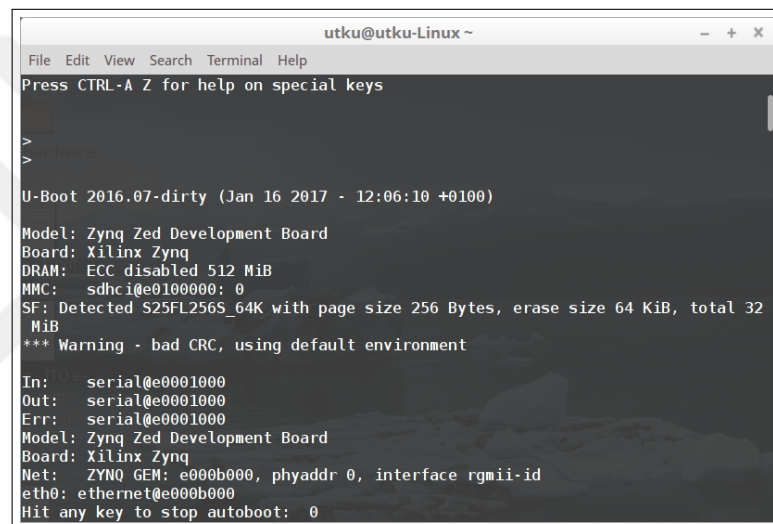 utku@utku-Linux ~
File Edit View Search Terminal Help
Press CTRL-A Z for help on special keys
>
>
U-Boot 2016.07-dirty (Jan 16 2017 - 12:06:10 +0100)
Model: Zynq Zed Development Board
Board: Xilinx Zynq
DRAM:  ECC disabled 512 MiB
MMC:   sdhci@e0100000: 0
SF: Detected S25FL256S_64K with page size 256 Bytes, erase size 64 KiB, total 32
 MiB
*** Warning - bad CRC, using default environment
In:    serial@e0001000
Out:   serial@e0001000
Err:   serial@e0001000
Model: Zynq Zed Development Board
Board: Xilinx Zynq
Net:   ZYNQ GEM: e000b000, phyaddr 0, interface rgmii-id
eth0: ethernet@e000b000
Hit any key to stop autoboot:  0